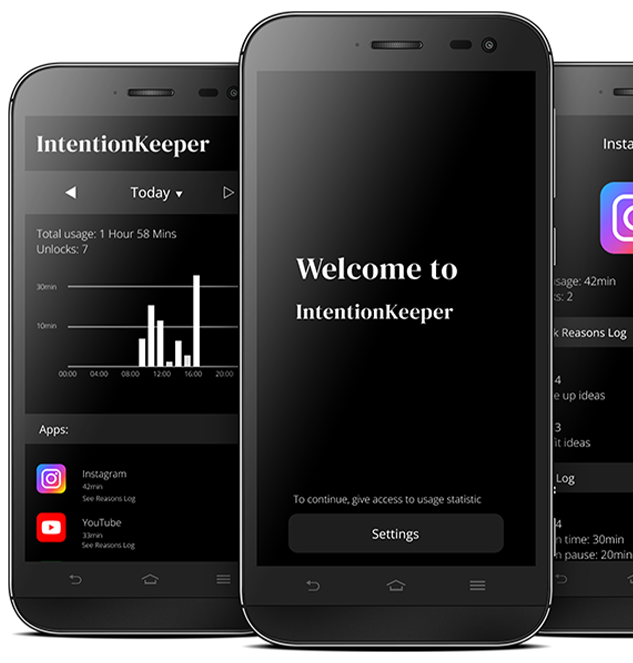 IntentionKeeper
Today
Total usage: 1 Hour 58 Mins
Unlocks: 7
30min
10min
00:00 04:00 08:00 12:00 16:00 20:00
Apps:
Instagram
42min
See Reasons Log
YouTube
33min
See Reasons Log
Welcome to
IntentionKeeper
To continue, give access to usage statistic
Settings
Insta
sage: 42min
s: 2
k Reasons Log
4
e up ideas
3
it ideas
Log
4
n time: 30min
n pause: 20min